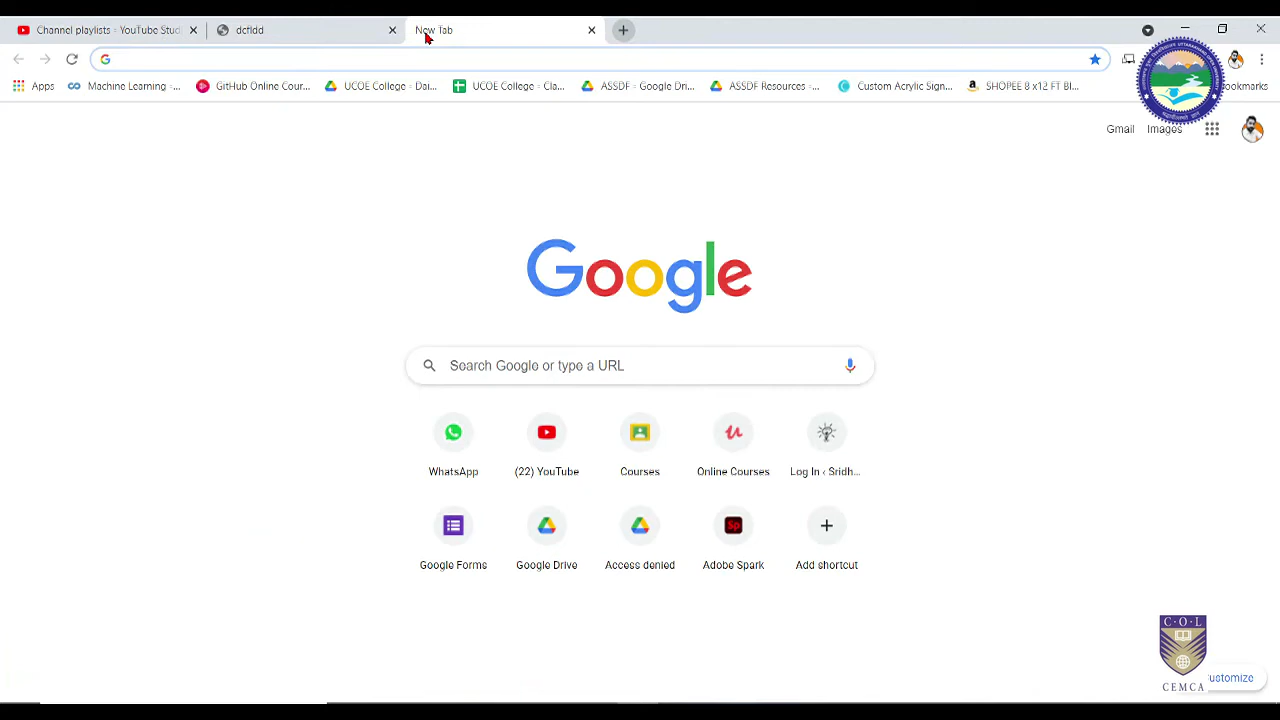 Channel playlists - YouTube Stud
dcfldd
New Tab
Apps
Machine Learning -...
GitHub Online Cour...
UCOE College - Dai...
UCOE College - Cla...
ASSDF - Google Dri...
ASSDF Resources -...
Custom Acrylic Sign...
SHOPEE 8 x12 FT Bl...
ookmarks
Gmail
Images
Google
Search Google or type a URL
WhatsApp
(22) YouTube
Courses
Online Courses
Log In ‹ Sridh...
Google Forms
Google Drive
Access denied
Adobe Spark
Add shortcut
C·O·L
CEMCA
ustomize